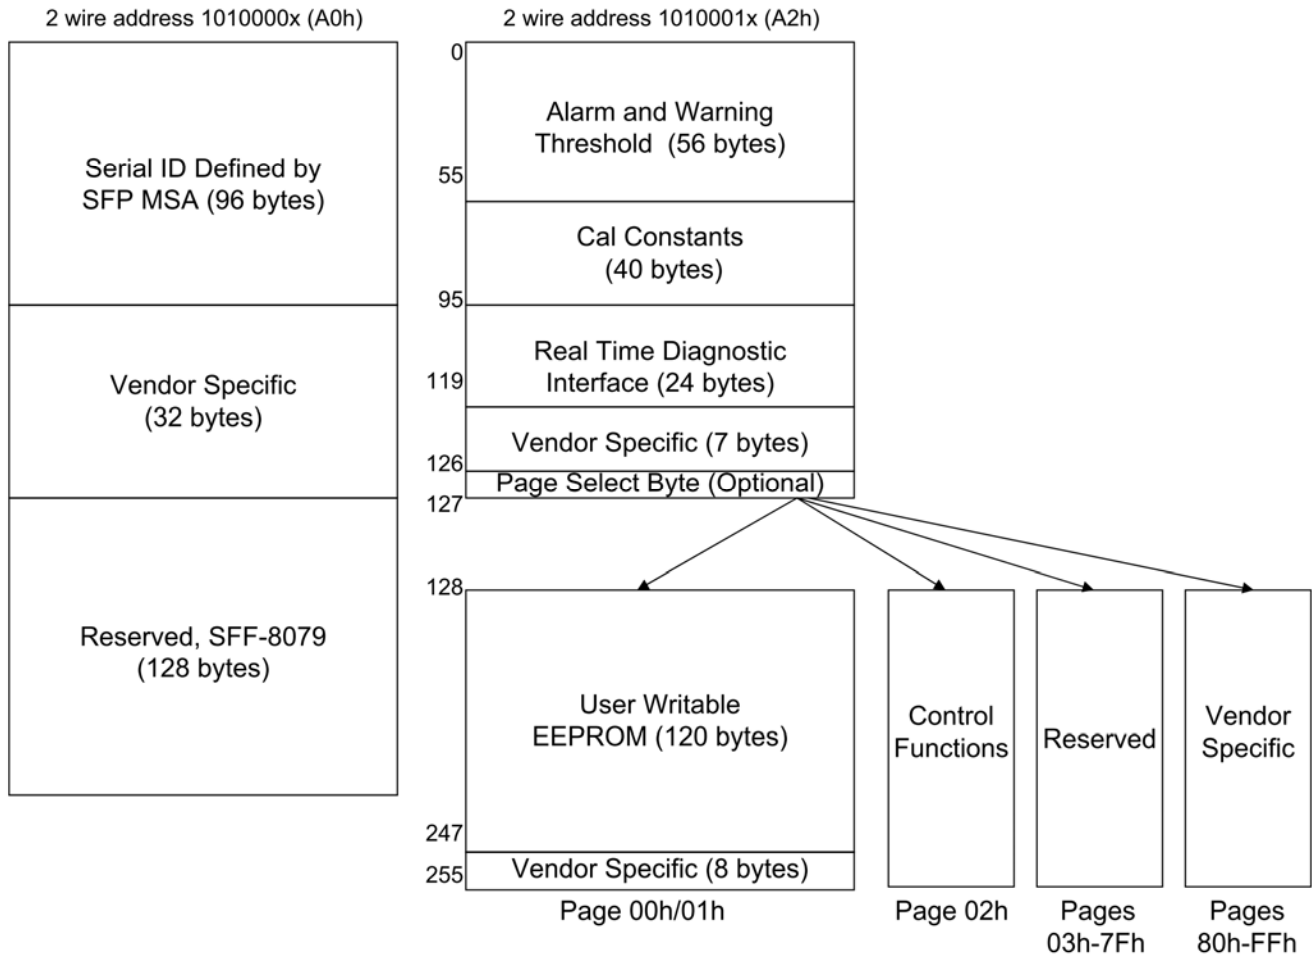 2 wire address 1010000x (A0h)
Serial ID Defined by
SFP MSA (96 bytes)
Vendor Specific
(32 bytes)
Reserved, SFF-8079
(128 bytes)
2 wire address 1010001x (A2h)
0
Alarm and Warning
Threshold (56 bytes)
55
Cal Constants
(40 bytes)
95
Real Time Diagnostic
Interface (24 bytes)
119
Vendor Specific (7 bytes)
126
Page Select Byte (Optional)
127
128
User Writable
EEPROM (120 bytes)
247
Vendor Specific (8 bytes)
255
Page 00h/01h
Control
Functions
Page 02h
Reserved
Pages
03h-7Fh
Vendor
Specific
Pages
80h-FFh